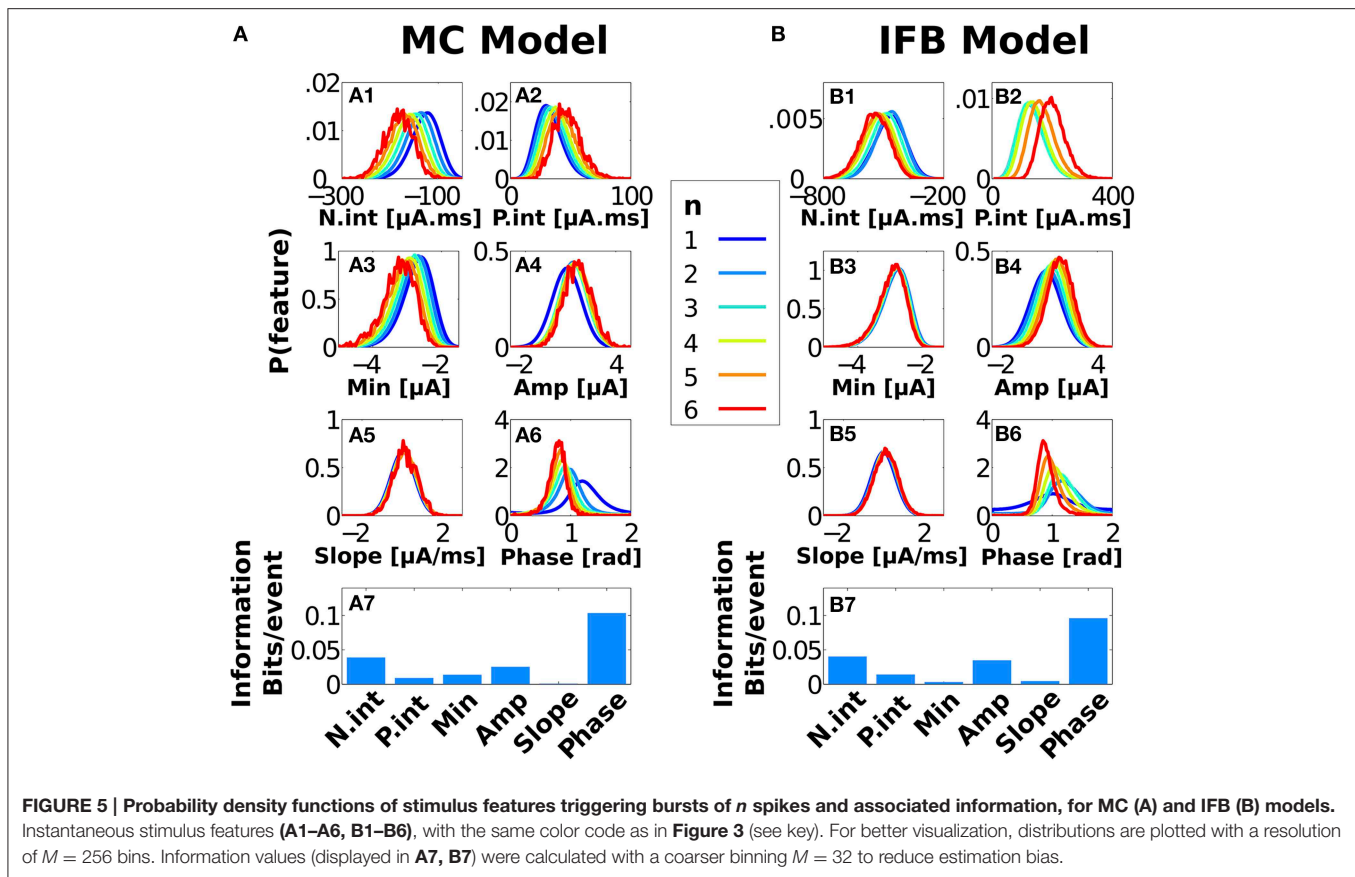 A MC Model
B IFB Model
A1
.02
.01
0
−300 −100
N.int [µA.ms]
A2
.02
.01
0
0 100
P.int [µA.ms]
B1
.005
0
−800 −200
N.int [µA.ms]
B2
.01
0
0 400
P.int [µA.ms]
P(feature)
A3
1
0.5
0
−4 −2
Min [µA]
A4
0.5
0
−2 4
Amp [µA]
n
1
2
3
4
5
6
B3
1
0.5
0
−4 −2
Min [µA]
B4
0.5
0
−2 4
Amp [µA]
A5
1
0.5
0
−2 2
Slope [µA/ms]
A6
4
2
0
0 1 2
Phase [rad]
B5
1
0.5
0
−2 2
Slope [µA/ms]
B6
4
2
0
0 1 2
Phase [rad]
Information
Bits/event
A7
0.1
0.05
0
N.int P.int Min Amp Slope Phase
Information
Bits/event
B7
0.1
0.05
0
N.int P.int Min Amp Slope Phase
FIGURE 5 | Probability density functions of stimulus features triggering bursts of n spikes and associated information, for MC (A) and IFB (B) models.
Instantaneous stimulus features (A1–A6, B1–B6), with the same color code as in Figure 3 (see key). For better visualization, distributions are plotted with a resolution
of M = 256 bins. Information values (displayed in A7, B7) were calculated with a coarser binning M = 32 to reduce estimation bias.